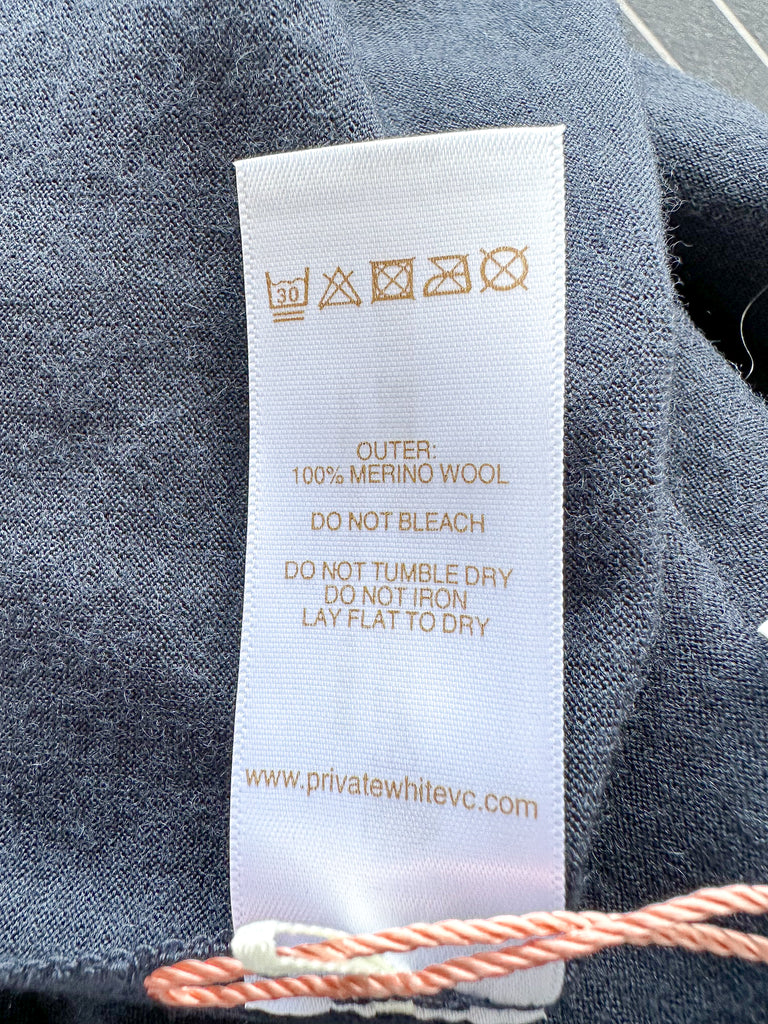 30
OUTER:
100% MERINO WOOL
DO NOT BLEACH
DO NOT TUMBLE DRY
DO NOT IRON
LAY FLAT TO DRY
www.privatewhitevc.com